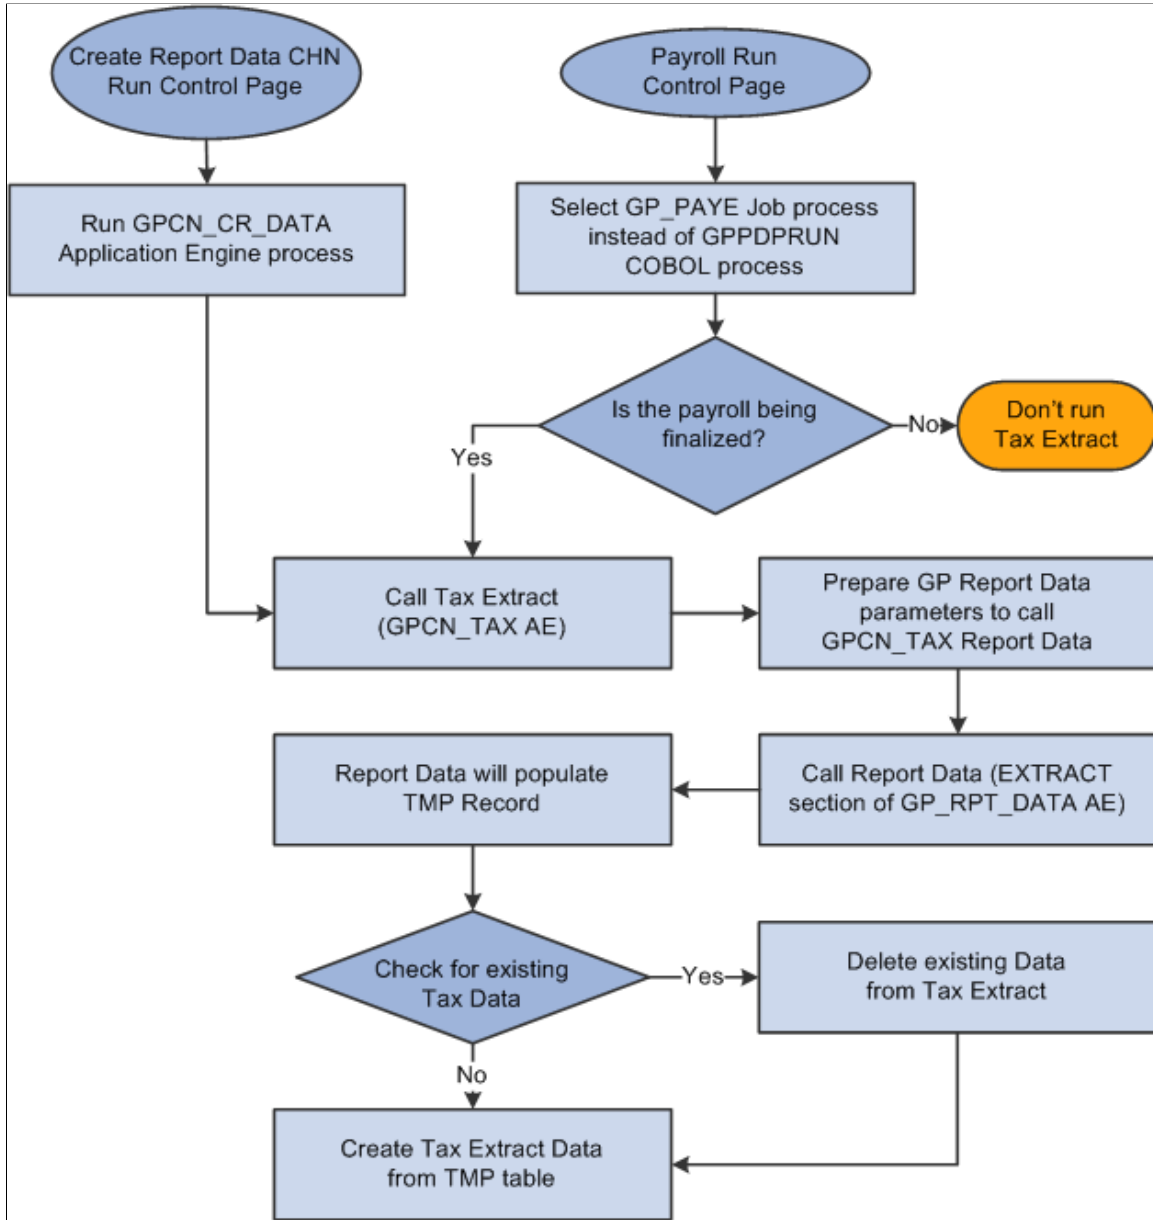 Create Report Data CHN
Run Control Page
Payroll Run
Control Page
Run GPCN_CR_DATA
Application Engine process
Select GP_PAYE Job process
instead of GPPDPRUN
COBOL process
Is the payroll being
finalized?
No
Don't run
Tax Extract
Yes
Call Tax Extract
(GPCN_TAX AE)
Prepare GP Report Data
parameters to call
GPCN_TAX Report Data
Report Data will populate
TMP Record
Call Report Data (EXTRACT
section of GP_RPT_DATA AE)
Check for existing
Tax Data
Yes
Delete existing Data
from Tax Extract
No
Create Tax Extract Data
from TMP table